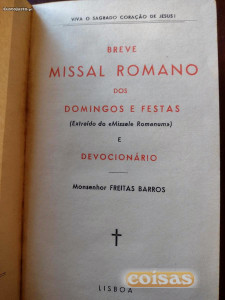 VIVA O SAGRADO CORAÇÃO DE JESUS!
BREVE
MISSAL ROMANO
DOS
DOMINGOS E FESTAS
(Extraído do «Missale Romanum»)
E
DEVOCIONÁRIO
Monsenhor FREITAS BARROS
LISBOA
coisas